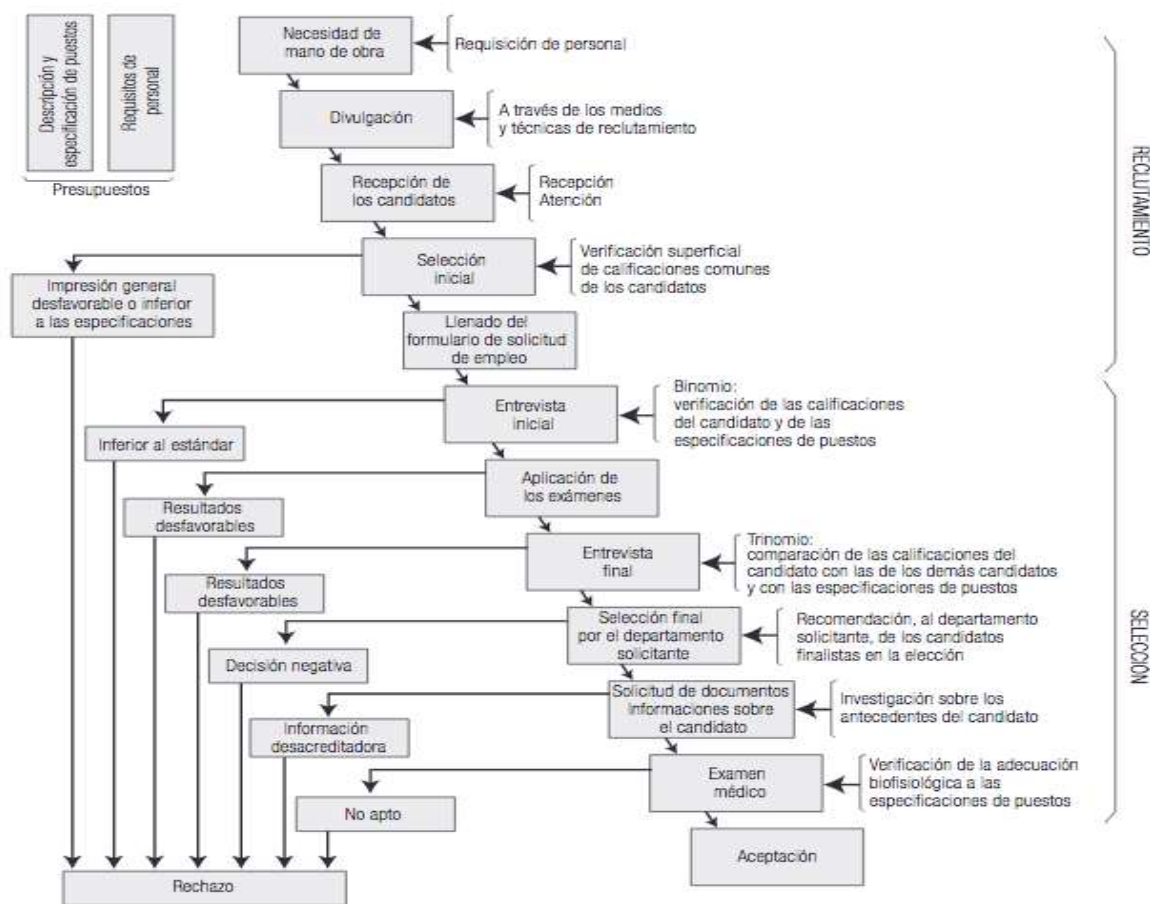 Descripción y
especificación de puestos
Requisitos de
personal
Presupuestos
Necesidad de
mano de obra
Requisición de personal
Divulgación
A través de los medios
y técnicas de reclutamiento
Recepción de
los candidatos
Recepción
Atención
Selección
inicial
Verificación superficial
de calificaciones comunes
de los candidatos
Impresión general
desfavorable o inferior
a las especificaciones
Llenado del
formulario de solicitud
de empleo
RECLUTAMIENTO
Entrevista
inicial
Binomio:
verificación de las calificaciones
del candidato y de las
especificaciones de puestos
Inferior al estándar
Aplicación de
los exámenes
Resultados
desfavorables
Entrevista
final
Trinomio:
comparación de las calificaciones del
candidato con las de los demás candidatos
y con las especificaciones de puestos
Resultados
desfavorables
Selección final
por el departamento
solicitante
Recomendación, al departamento
solicitante, de los candidatos
finalistas en la elección
Decisión negativa
Solicitud de documentos
Informaciones sobre
el candidato
Investigación sobre los
antecedentes del candidato
Información
desacreditadora
Examen
médico
Verificación de la adecuación
biofisiológica a las
especificaciones de puestos
No apto
Aceptación
Rechazo
SELECCIÓN